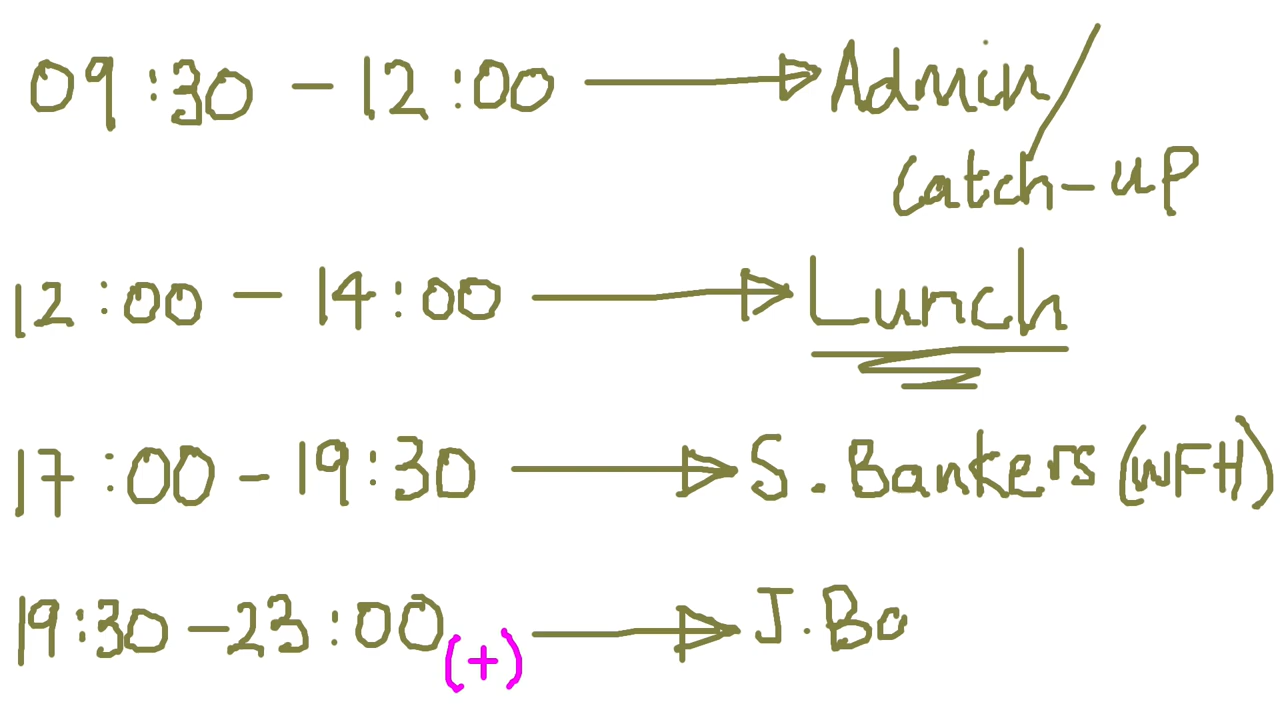 09:30 - 12:00 → Admin/
Catch-up
12:00 - 14:00 → Lunch
17:00 - 19:30 → S. Bankers (WFH)
19:30 - 23:00 (+) → J. Bo